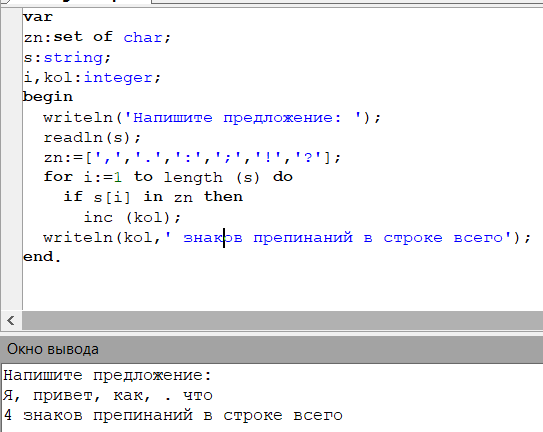 var
zn:set of char;
s:string;
i,kol:integer;
begin
  writeln('Напишите предложение: ');
  readln(s);
  zn:=[',','.',':',';','!','?'];
  for i:=1 to length (s) do
    if s[i] in zn then
      inc (kol);
  writeln(kol,' знаков препинаний в строке всего');
end.
Окно вывода
Напишите предложение:
Я, привет, как, . что
4 знаков препинаний в строке всего